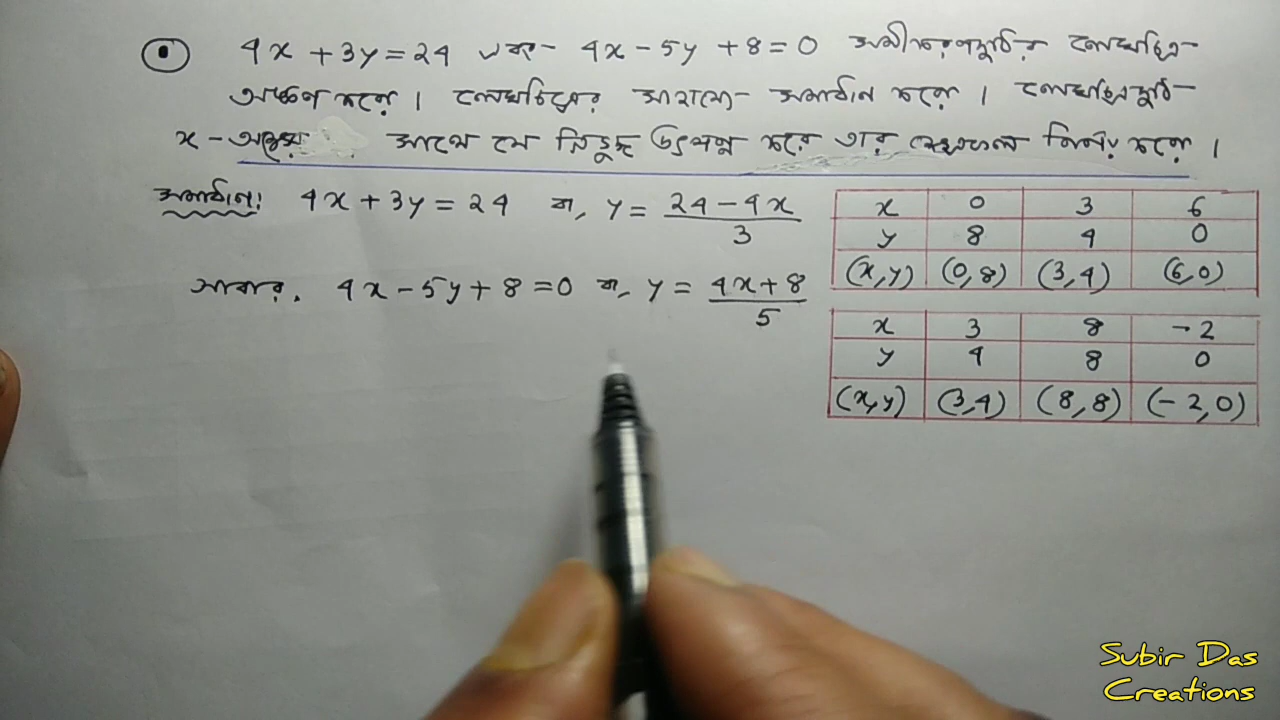 4x + 3y = 24 এবং 4x - 5y + 8 = 0 সমীকরণদুটির লেখচিত্র
অঙ্কন করো। লেখচিত্রের সাহায্যে সমাধান করো। লেখচিত্রদুটি
x-অক্ষের সাথে যে ত্রিভুজ উৎপন্ন করে তার ক্ষেত্রফল নির্ণয় করো।
সমাধান: 4x + 3y = 24 বা, y = (24 - 4x)/3
আবার, 4x - 5y + 8 = 0 বা, y = (4x + 8)/5
x 0 3 6
y 8 4 0
(x,y) (0,8) (3,4) (6,0)
x 3 8 -2
y 4 8 0
(x,y) (3,4) (8,8) (-2,0)
Subir Das
Creations